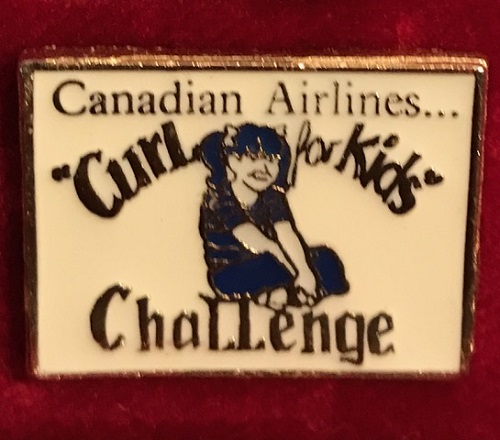 Canadian Airlines...
"Curl for Kids"
Challenge